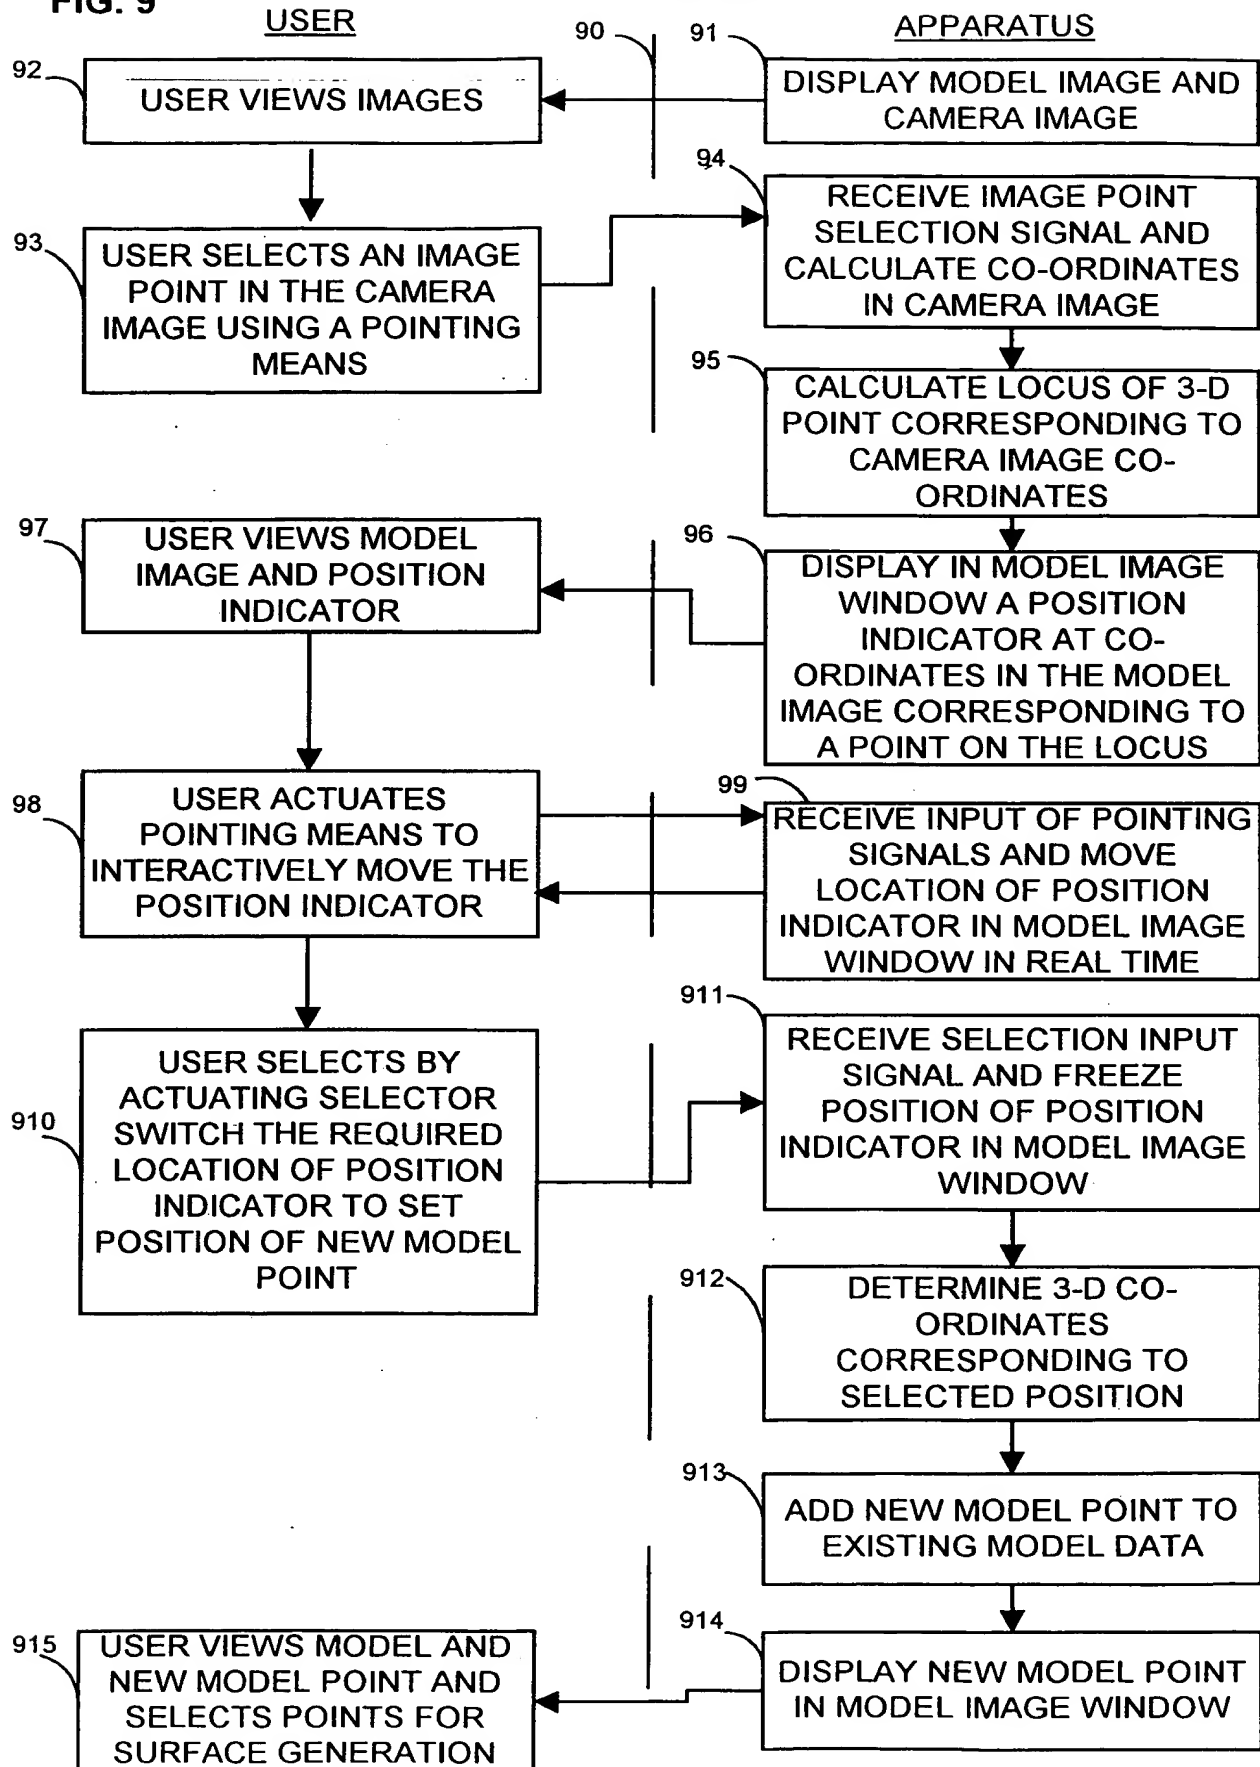 FIG. 9
USER
90
91
APPARATUS
92
USER VIEWS IMAGES
DISPLAY MODEL IMAGE AND
CAMERA IMAGE
94
RECEIVE IMAGE POINT
SELECTION SIGNAL AND
CALCULATE CO-ORDINATES
IN CAMERA IMAGE
93
USER SELECTS AN IMAGE
POINT IN THE CAMERA
IMAGE USING A POINTING
MEANS
95
CALCULATE LOCUS OF 3-D
POINT CORRESPONDING TO
CAMERA IMAGE CO-
ORDINATES
97
USER VIEWS MODEL
IMAGE AND POSITION
INDICATOR
96
DISPLAY IN MODEL IMAGE
WINDOW A POSITION
INDICATOR AT CO-
ORDINATES IN THE MODEL
IMAGE CORRESPONDING TO
A POINT ON THE LOCUS
98
USER ACTUATES
POINTING MEANS TO
INTERACTIVELY MOVE THE
POSITION INDICATOR
99
RECEIVE INPUT OF POINTING
SIGNALS AND MOVE
LOCATION OF POSITION
INDICATOR IN MODEL IMAGE
WINDOW IN REAL TIME
910
USER SELECTS BY
ACTUATING SELECTOR
SWITCH THE REQUIRED
LOCATION OF POSITION
INDICATOR TO SET
POSITION OF NEW MODEL
POINT
911
RECEIVE SELECTION INPUT
SIGNAL AND FREEZE
POSITION OF POSITION
INDICATOR IN MODEL IMAGE
WINDOW
912
DETERMINE 3-D CO-
ORDINATES
CORRESPONDING TO
SELECTED POSITION
913
ADD NEW MODEL POINT TO
EXISTING MODEL DATA
914
DISPLAY NEW MODEL POINT
IN MODEL IMAGE WINDOW
915
USER VIEWS MODEL AND
NEW MODEL POINT AND
SELECTS POINTS FOR
SURFACE GENERATION